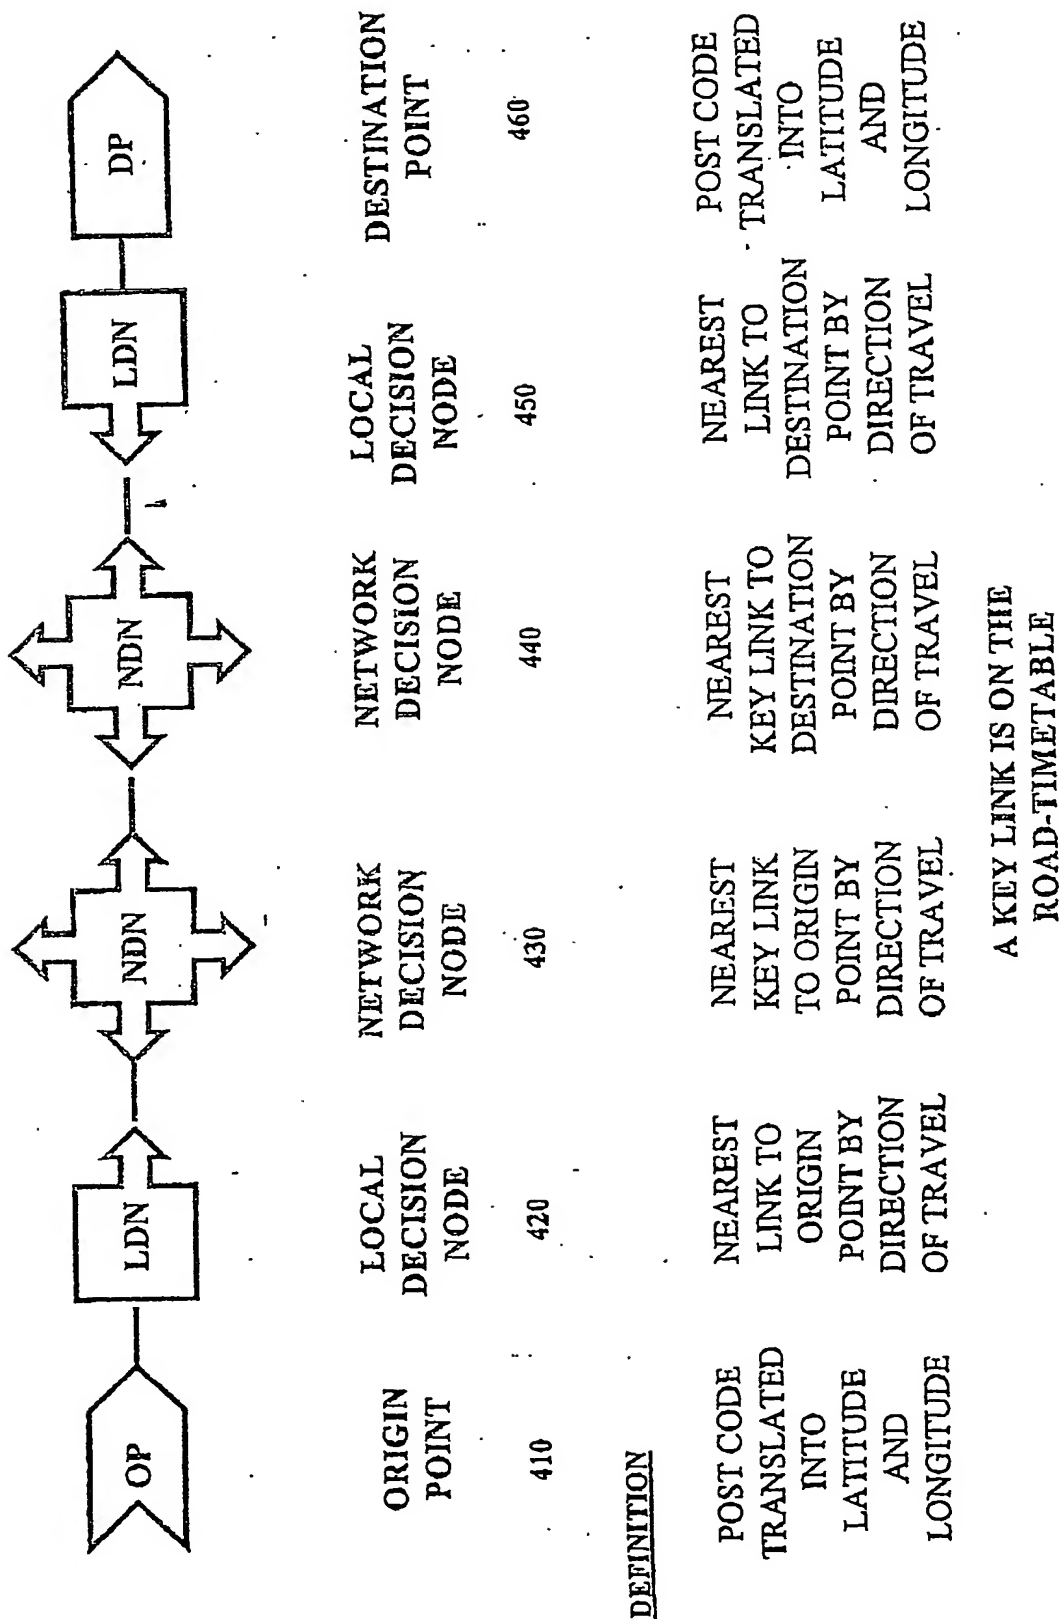 OP
LDN
NDN
NDN
LDN
DP
ORIGIN
POINT
LOCAL
DECISION
NODE
NETWORK
DECISION
NODE
NETWORK
DECISION
NODE
LOCAL
DECISION
NODE
DESTINATION
POINT
410
420
430
440
450
460
DEFINITION
POST CODE
TRANSLATED
INTO
LATITUDE
AND
LONGITUDE
NEAREST
LINK TO
ORIGIN
POINT BY
DIRECTION
OF TRAVEL
NEAREST
KEY LINK
TO ORIGIN
POINT BY
DIRECTION
OF TRAVEL
NEAREST
KEY LINK TO
DESTINATION
POINT BY
DIRECTION
OF TRAVEL
NEAREST
LINK TO
DESTINATION
POINT BY
DIRECTION
OF TRAVEL
POST CODE
TRANSLATED
INTO
LATITUDE
AND
LONGITUDE
A KEY LINK IS ON THE
ROAD-TIMETABLE